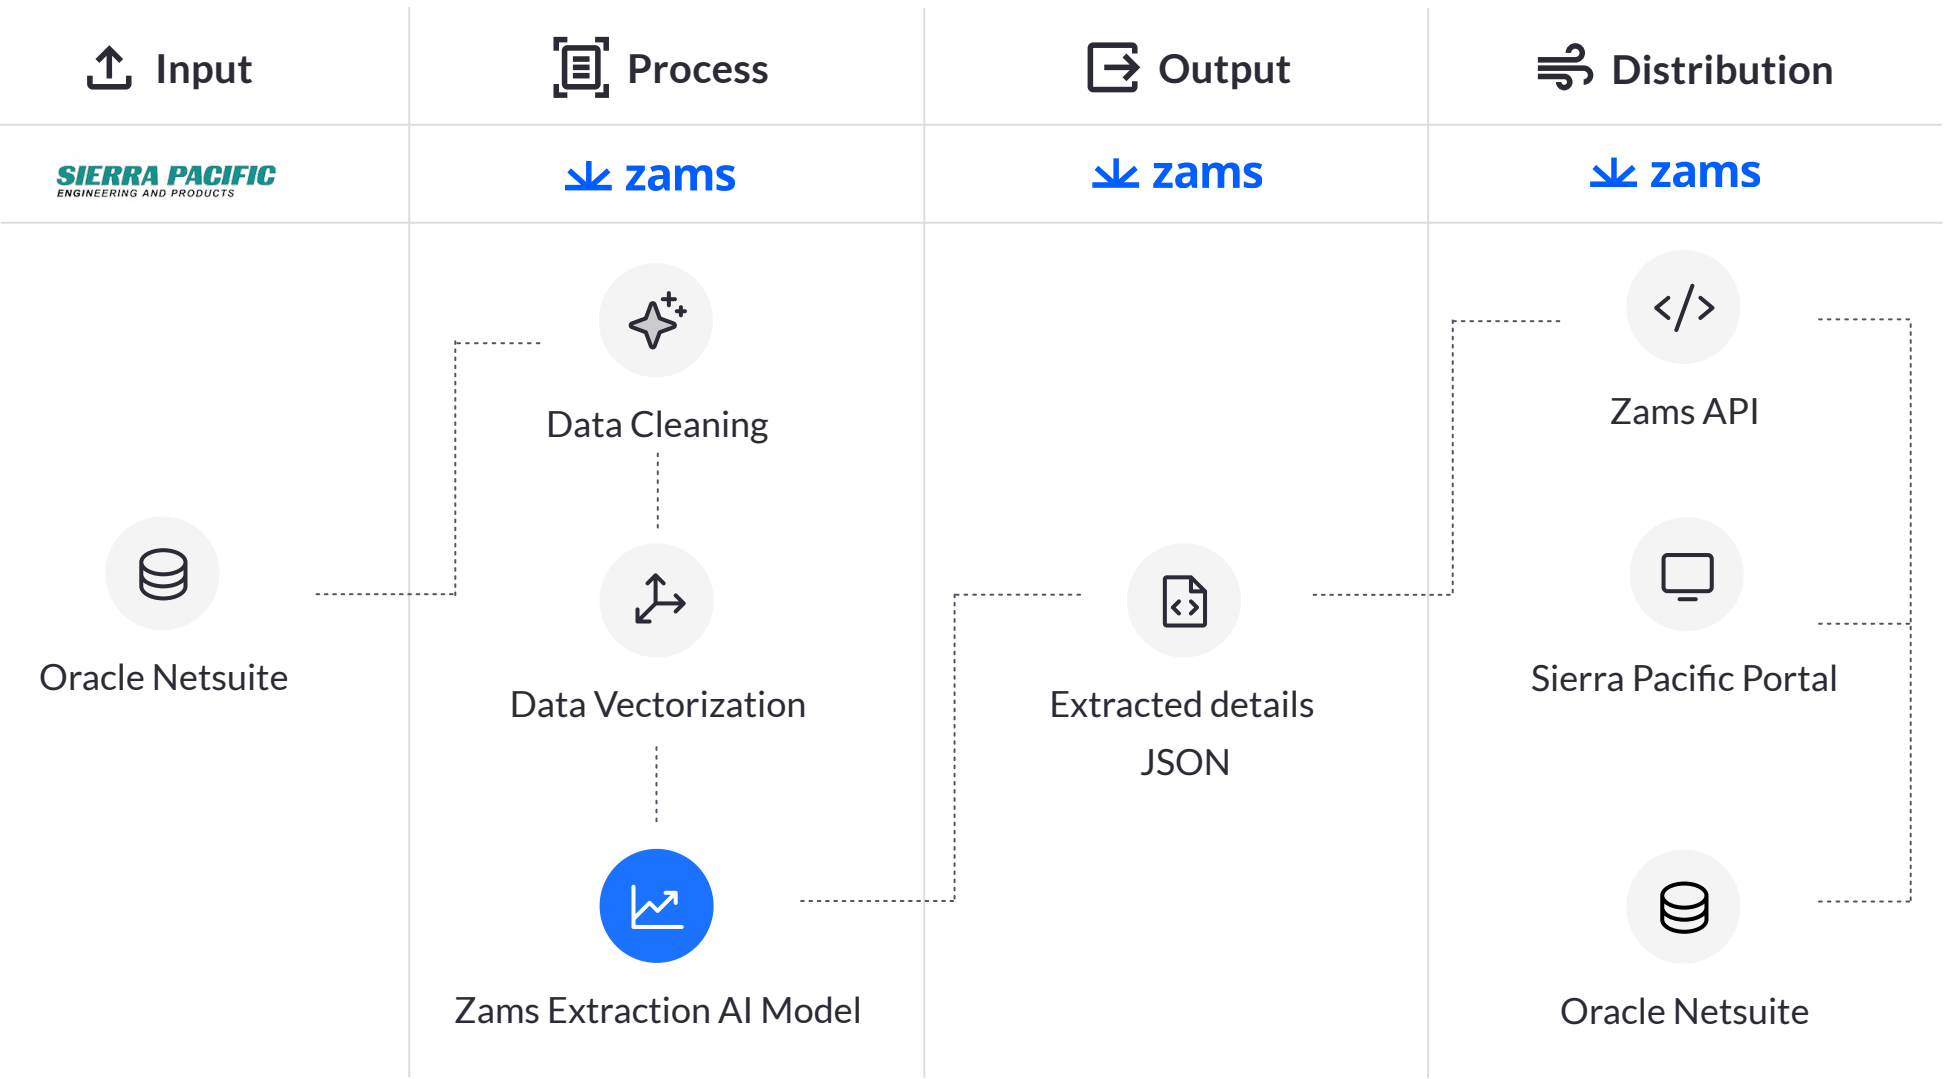 Input
Process
Output
Distribution
SIERRA PACIFIC
ENGINEERING AND PRODUCTS
zams
zams
zams
Oracle Netsuite
Data Cleaning
Data Vectorization
Zams Extraction AI Model
Extracted details
JSON
Zams API
Sierra Pacific Portal
Oracle Netsuite